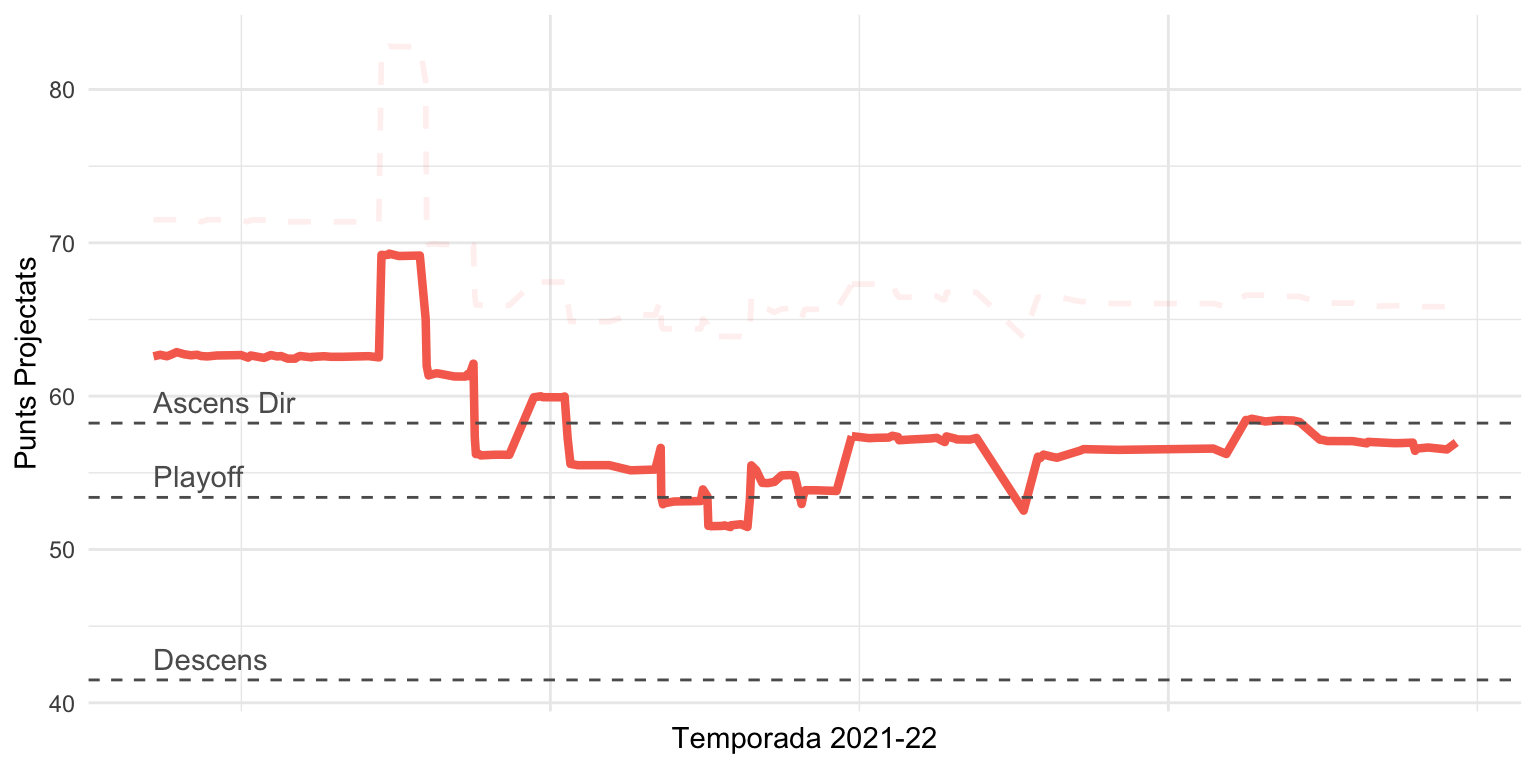 80
70
60
50
40
Punts Projectats
Ascens Dir
Playoff
Descens
Temporada 2021-22